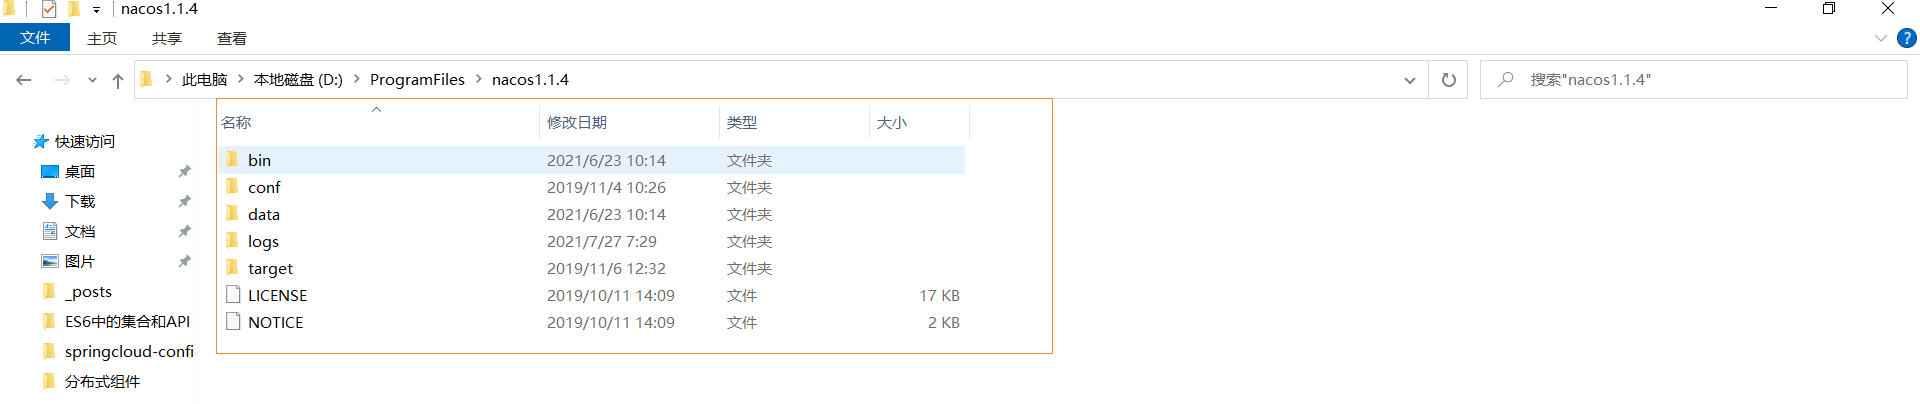 nacos1.1.4
文件 主页 共享 查看
此电脑 本地磁盘 (D:) ProgramFiles nacos1.1.4 搜索"nacos1.1.4"
名称 修改日期 类型 大小
快速访问
桌面
下载
文档
图片
_posts
ES6中的集合和API
springcloud-confi
分布式组件
bin 2021/6/23 10:14 文件夹
conf 2019/11/4 10:26 文件夹
data 2021/6/23 10:14 文件夹
logs 2021/7/27 7:29 文件夹
target 2019/11/6 12:32 文件夹
LICENSE 2019/10/11 14:09 文件 17 KB
NOTICE 2019/10/11 14:09 文件 2 KB